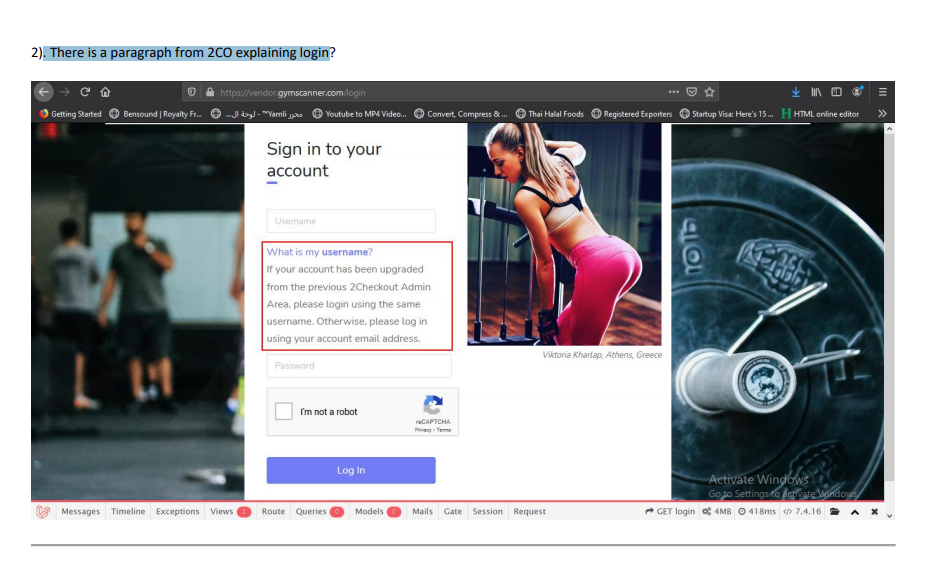 2). There is a paragraph from 2CO explaining login?
https://vendor.gymscanner.com/login
Getting Started Bensound | Royalty Fr... محرر Yamli™ - لوحة ال... Youtube to MP4 Video... Convert, Compress & ... Thai Halal Foods Registered Exporters Startup Visa: Here's 15 ... HTML online editor
Sign in to your
account
Username
What is my username?
If your account has been upgraded
from the previous 2Checkout Admin
Area, please login using the same
username. Otherwise, please log in
using your account email address.
Viktoria Kharlap, Athens, Greece
Password
I'm not a robot
reCAPTCHA
Privacy - Terms
Log In
Activate Windows
Go to Settings to activate Windows.
Messages Timeline Exceptions Views 1 Route Queries 0 Models 0 Mails Gate Session Request GET login 4MB 418ms 7.4.16